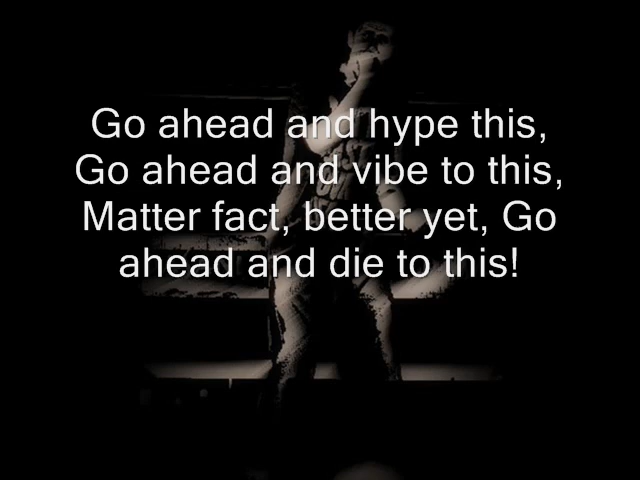 Go ahead and hype this,
Go ahead and vibe to this,
Matter fact, better yet, Go
ahead and die to this!